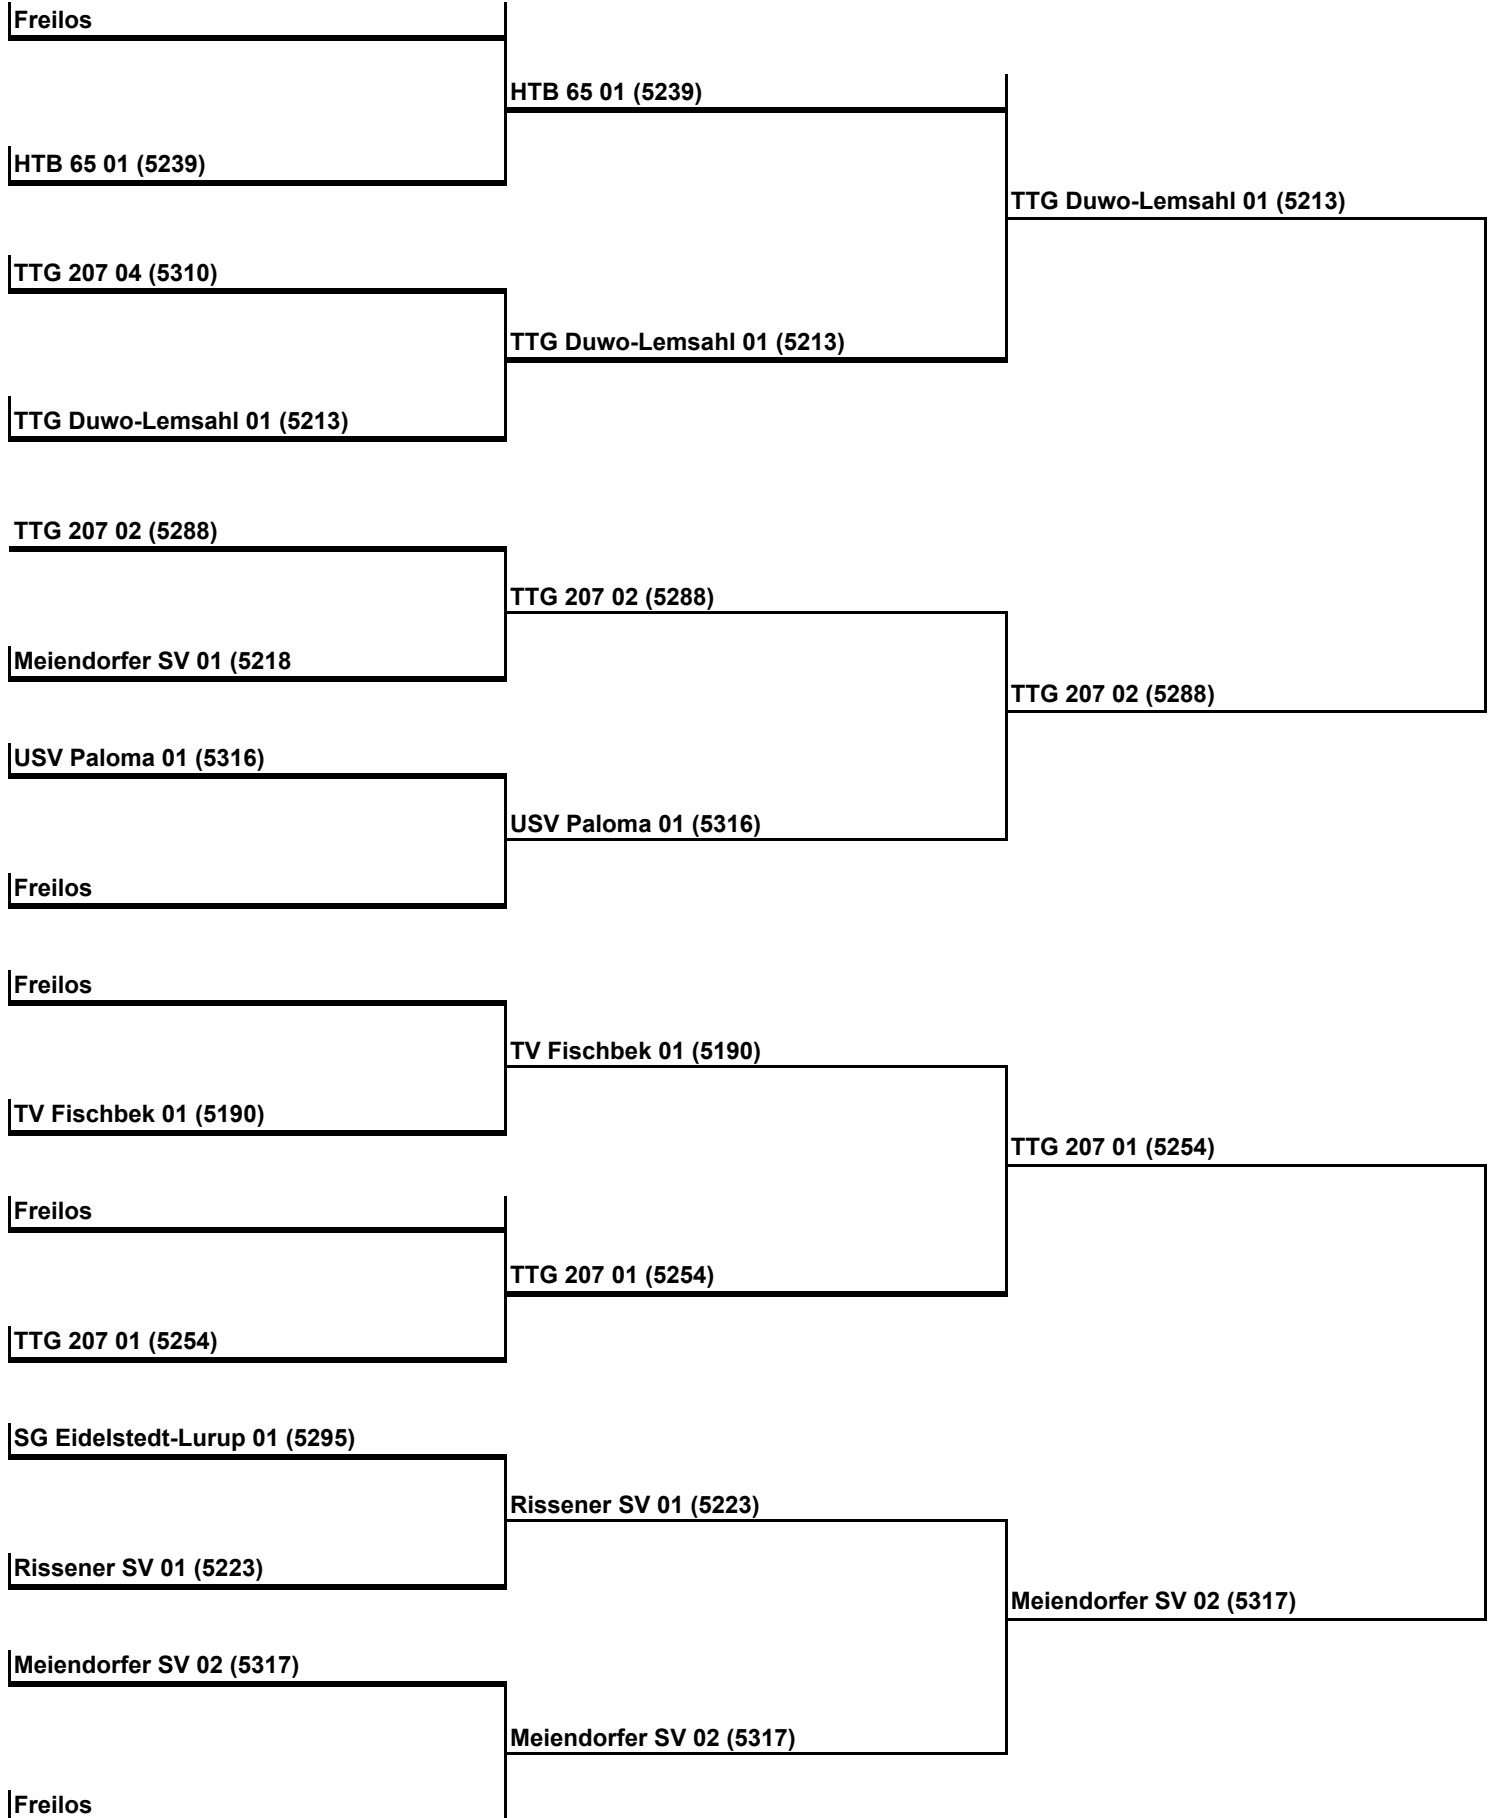 Freilos
HTB 65 01 (5239)
HTB 65 01 (5239)
TTG Duwo-Lemsahl 01 (5213)
TTG 207 04 (5310)
TTG Duwo-Lemsahl 01 (5213)
TTG Duwo-Lemsahl 01 (5213)
TTG 207 02 (5288)
TTG 207 02 (5288)
Meiendorfer SV 01 (5218
TTG 207 02 (5288)
USV Paloma 01 (5316)
USV Paloma 01 (5316)
Freilos
Freilos
TV Fischbek 01 (5190)
TV Fischbek 01 (5190)
TTG 207 01 (5254)
Freilos
TTG 207 01 (5254)
TTG 207 01 (5254)
SG Eidelstedt-Lurup 01 (5295)
Rissener SV 01 (5223)
Rissener SV 01 (5223)
Meiendorfer SV 02 (5317)
Meiendorfer SV 02 (5317)
Meiendorfer SV 02 (5317)
Freilos